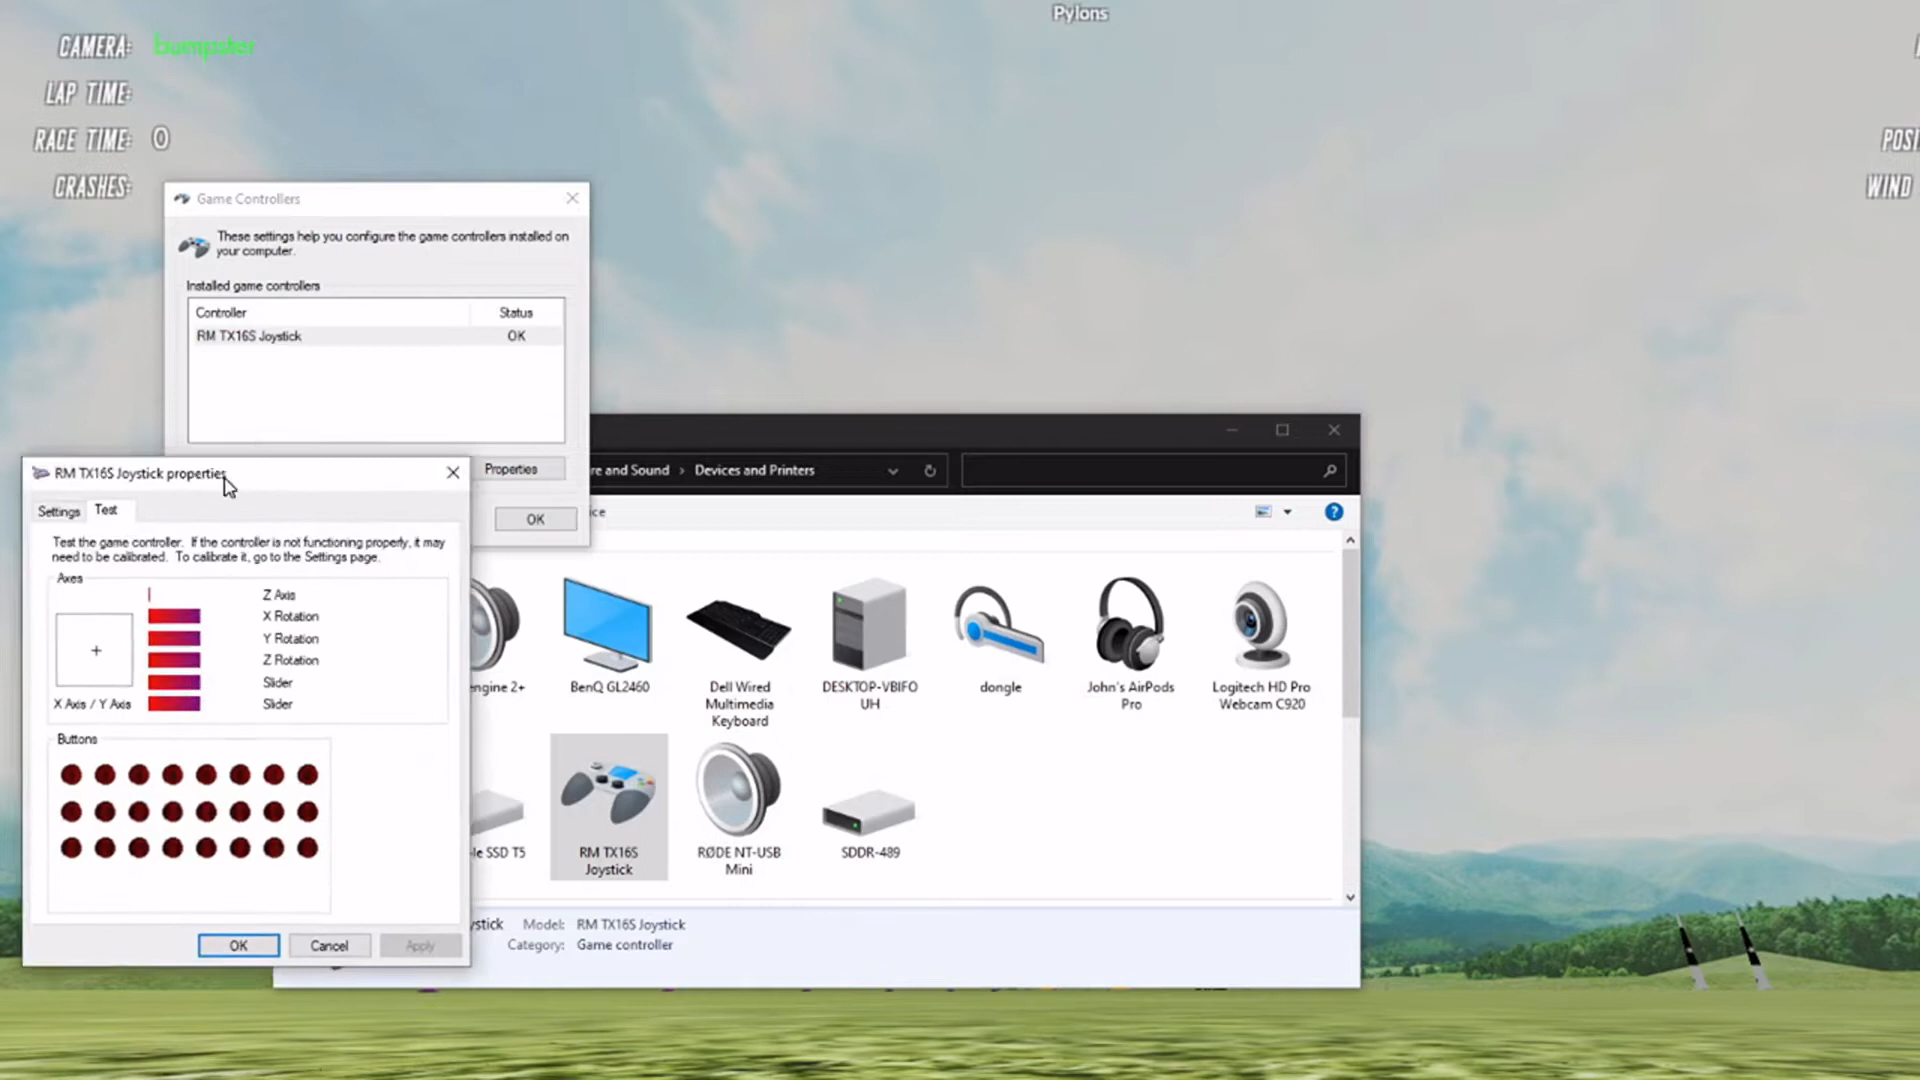 Pylons
CAMERA: bumpster
LAP TIME:
RACE TIME: 0
CRASHES:
POSI
WIND
Game Controllers
These settings help you configure the game controllers installed on
your computer.
Installed game controllers
Controller Status
RM TX16S Joystick OK
Properties
OK
re and Sound › Devices and Printers
ice
RM TX16S Joystick properties
Settings Test
Test the game controller. If the controller is not functioning properly, it may
need to be calibrated. To calibrate it, go to the Settings page.
Axes
Z Axis
X Rotation
Y Rotation
Z Rotation
Slider
X Axis / Y Axis
Slider
Buttons
OK Cancel Apply
ngine 2+
BenQ GL2460
Dell Wired
Multimedia
Keyboard
DESKTOP-VBIFO
UH
dongle
John's AirPods
Pro
Logitech HD Pro
Webcam C920
le SSD T5
RM TX16S
Joystick
RØDE NT-USB
Mini
SDDR-489
ystick Model: RM TX16S Joystick
Category: Game controller